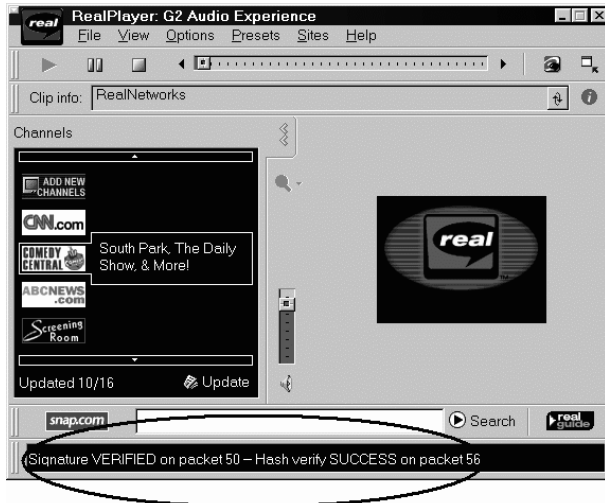 real
RealPlayer: G2 Audio Experience
File View Options Presets Sites Help
Clip info: RealNetworks
Channels
ADD NEW
CHANNELS
CNN.com
COMEDY
CENTRAL
South Park, The Daily
Show, & More!
ABCNEWS
.com
Screening
Room
Updated 10/16
Update
real
snap.com
Search
real
guide
Signature VERIFIED on packet 50 – Hash verify SUCCESS on packet 56